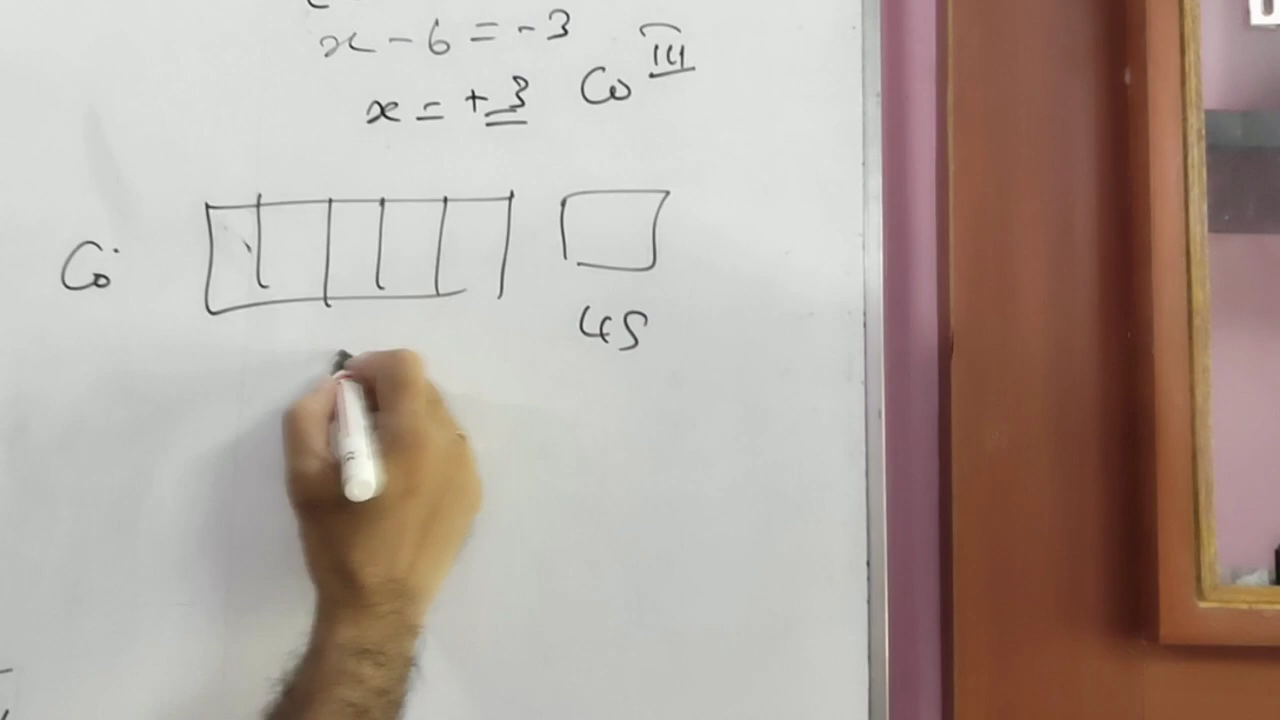 x - 6 = -3
x = +3 Co III
Co
4S